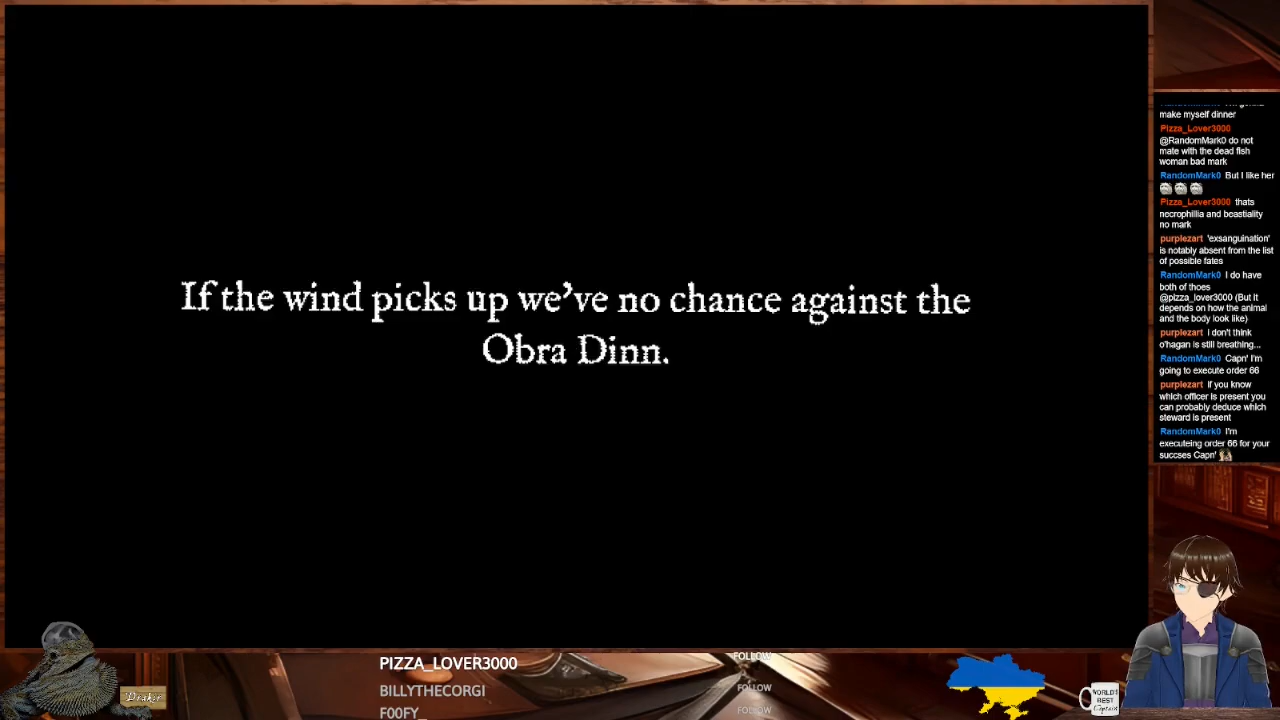 If the wind picks up we've no chance against the
Obra Dinn.
make myself dinner
Pizza_Lover3000
@RandomMark0 do not
mate with the dead fish
woman bad mark
RandomMark0 But I like her
Pizza_Lover3000 thats
necrophillia and beastiality
no mark
purplezart 'exsanguination'
is notably absent from the list
of possible fates
RandomMark0 I do have
both of thoes
@pizza_lover3000 (But it
depends on how the animal
and the body look like)
purplezart I don't think
o'hagan is still breathing...
RandomMark0 Capn' I'm
going to execute order 66
purplezart If you know
which officer is present you
can probably deduce which
steward is present
RandomMark0 I'm
executeing order 66 for your
succses Capn'
Drake
PIZZA_LOVER3000
FOLLOW
BILLYTHECORGI
FOLLOW
F00FY_
FOLLOW
WORLD'S
BEST
Captain